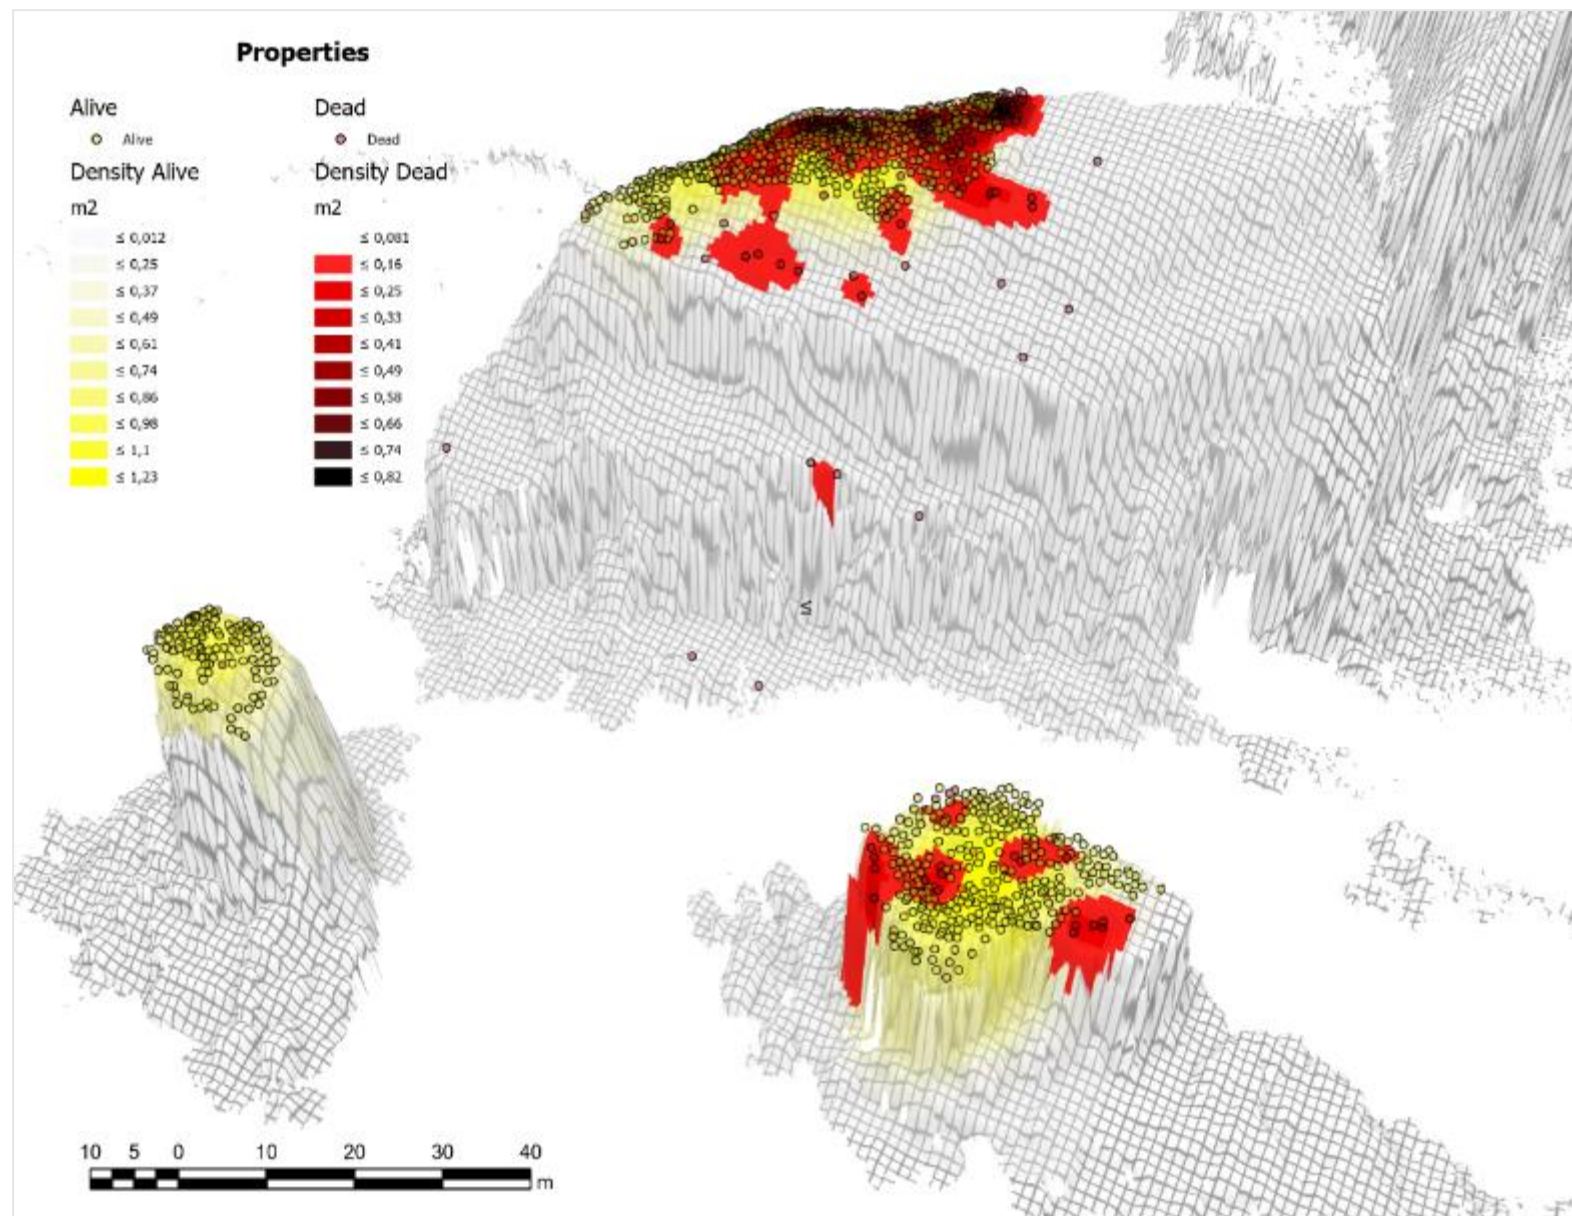 Properties
Alive
Alive
Density Alive
m2
≤ 0,012
≤ 0,25
≤ 0,37
≤ 0,49
≤ 0,61
≤ 0,74
≤ 0,86
≤ 0,98
≤ 1,1
≤ 1,23
Dead
Dead
Density Dead
m2
≤ 0,081
≤ 0,16
≤ 0,25
≤ 0,33
≤ 0,41
≤ 0,49
≤ 0,58
≤ 0,66
≤ 0,74
≤ 0,82
≤
10 5 0 10 20 30 40
m